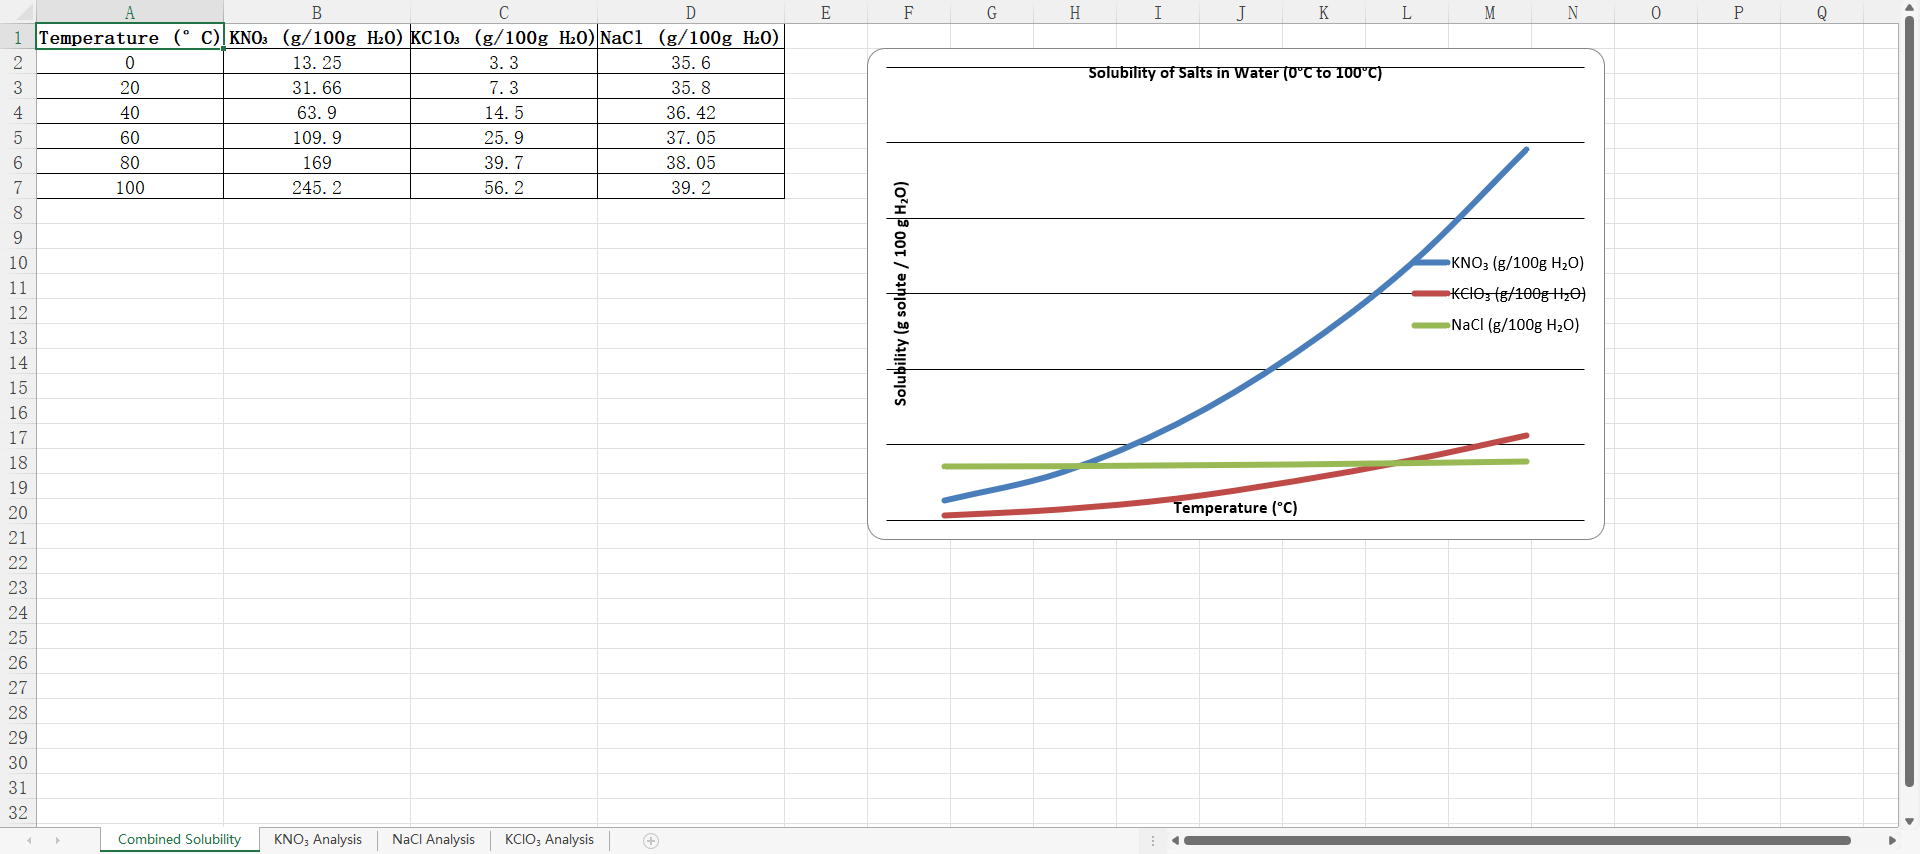 A B C D E F G H I J K L M N O P Q
1 Temperature (° C) KNO₃ (g/100g H₂O) KClO₃ (g/100g H₂O) NaCl (g/100g H₂O)
2 0 13.25 3.3 35.6
3 20 31.66 7.3 35.8
4 40 63.9 14.5 36.42
5 60 109.9 25.9 37.05
6 80 169 39.7 38.05
7 100 245.2 56.2 39.2
8
9
10
11
12
13
14
15
16
17
18
19
20
21
22
23
24
25
26
27
28
29
30
31
32
Solubility of Salts in Water (0°C to 100°C)
Solubility (g solute / 100 g H₂O)
KNO₃ (g/100g H₂O)
KClO₃ (g/100g H₂O)
NaCl (g/100g H₂O)
Temperature (°C)
Combined Solubility KNO₃ Analysis NaCl Analysis KClO₃ Analysis